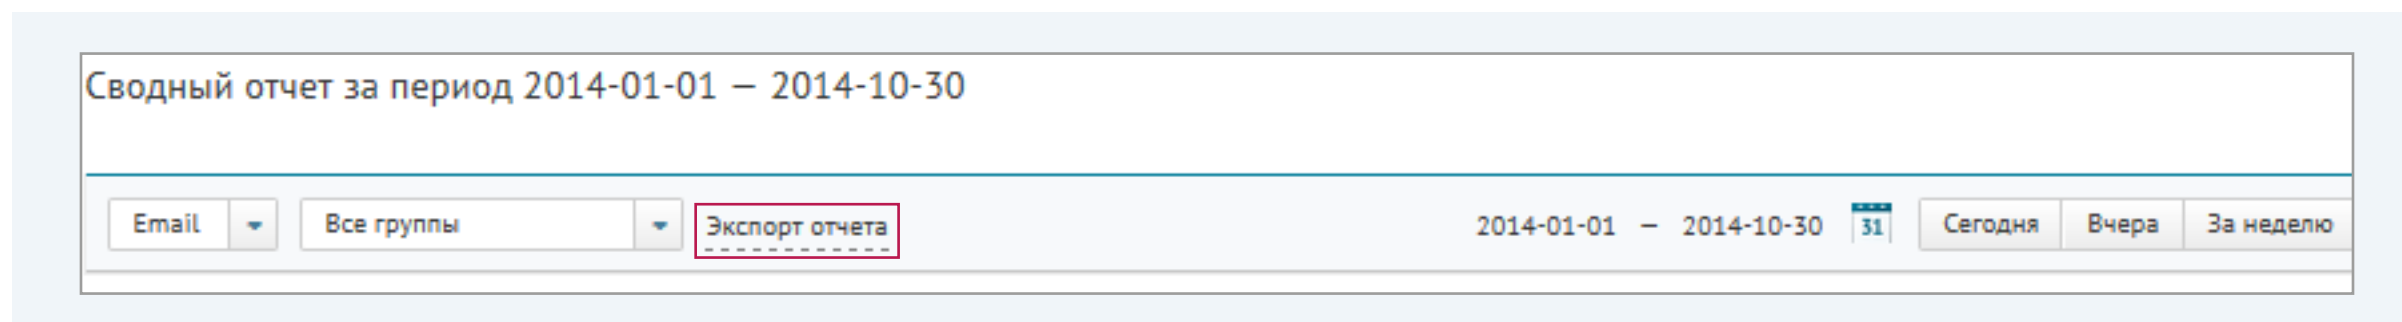 Сводный отчет за период 2014-01-01 — 2014-10-30
Email Все группы Экспорт отчета 2014-01-01 — 2014-10-30 31 Сегодня Вчера За неделю